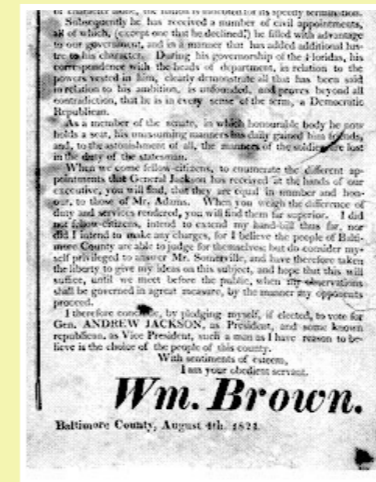 of character alone, the nation is indebted for its speedy termination.
Subsequently he has received a number of civil appointments,
all of which, (except one that he declined,) he filled with advantage
to our government, and in a manner that has added additional lus-
tre to his character. During his governorship of the Floridas, his
correspondence with the heads of department, in relation to the
powers vested in him, clearly demonstrate all that has been said
in relation to his ambition, is unfounded, and proves beyond all
contradiction, that he is in every sense of the term, a Democratic
Republican.
As a member of the senate, in which honourable body he now
holds a seat, his unassuming manners has daily gained him friends,
and, to the astonishment of all, the manners of the soldier are lost
in the duty of the statesman.
When we come fellow-citizens, to enumerate the different ap-
pointments that General Jackson has received at the hands of our
executive, you will find, that they are equal in number and hon-
our, to those of Mr. Adams. When you weigh the difference of
duty and services rendered, you will find them far superior. I did
not fellow-citizens, intend to extend my hand-bill thus far, nor
did I intend to make any charges, for I believe the people of Balti-
more County are able to judge for themselves; but do consider my-
self privileged to answer Mr. Somerville, and have therefore taken
the liberty to give my ideas on this subject, and hope that this will
suffice, until we meet before the public, when my observations
shall be governed in agreat measure, by the manner my opponents
proceed.
I therefore conclude, by pledging myself, if elected, to vote for
Gen. ANDREW JACKSON, as President, and some known
republican, as Vice President, such a man as I have reason to be-
lieve is the choice of the people of this county.
With sentiments of esteem,
I am your obedient servant.
Wm. Brown.
Baltimore County, August 4th, 1824.